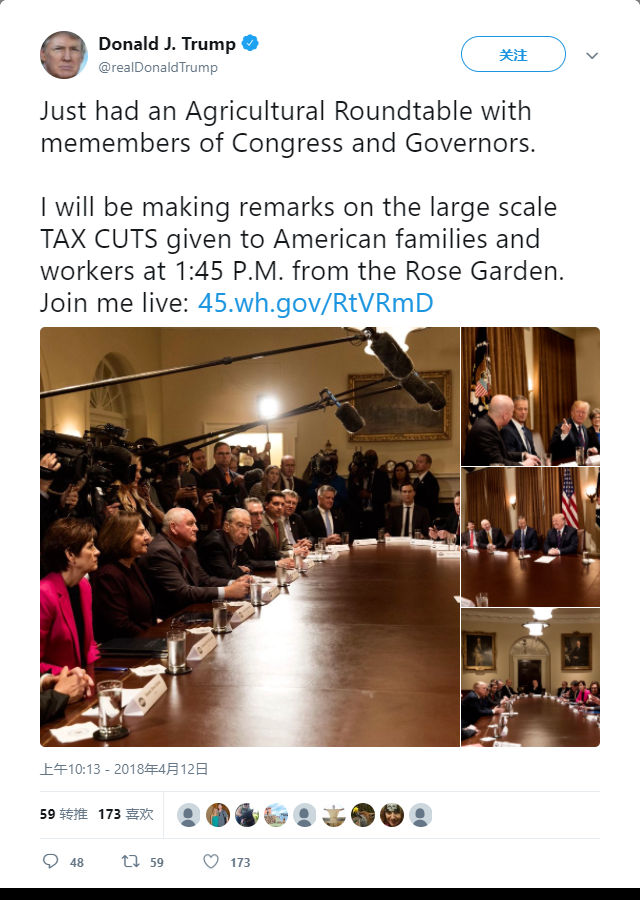 Donald J. Trump
@realDonaldTrump
关注
Just had an Agricultural Roundtable with
memembers of Congress and Governors.
I will be making remarks on the large scale
TAX CUTS given to American families and
workers at 1:45 P.M. from the Rose Garden.
Join me live: 45.wh.gov/RtVRmD
上午10:13 - 2018年4月12日
59 转推 173 喜欢
48 59 173